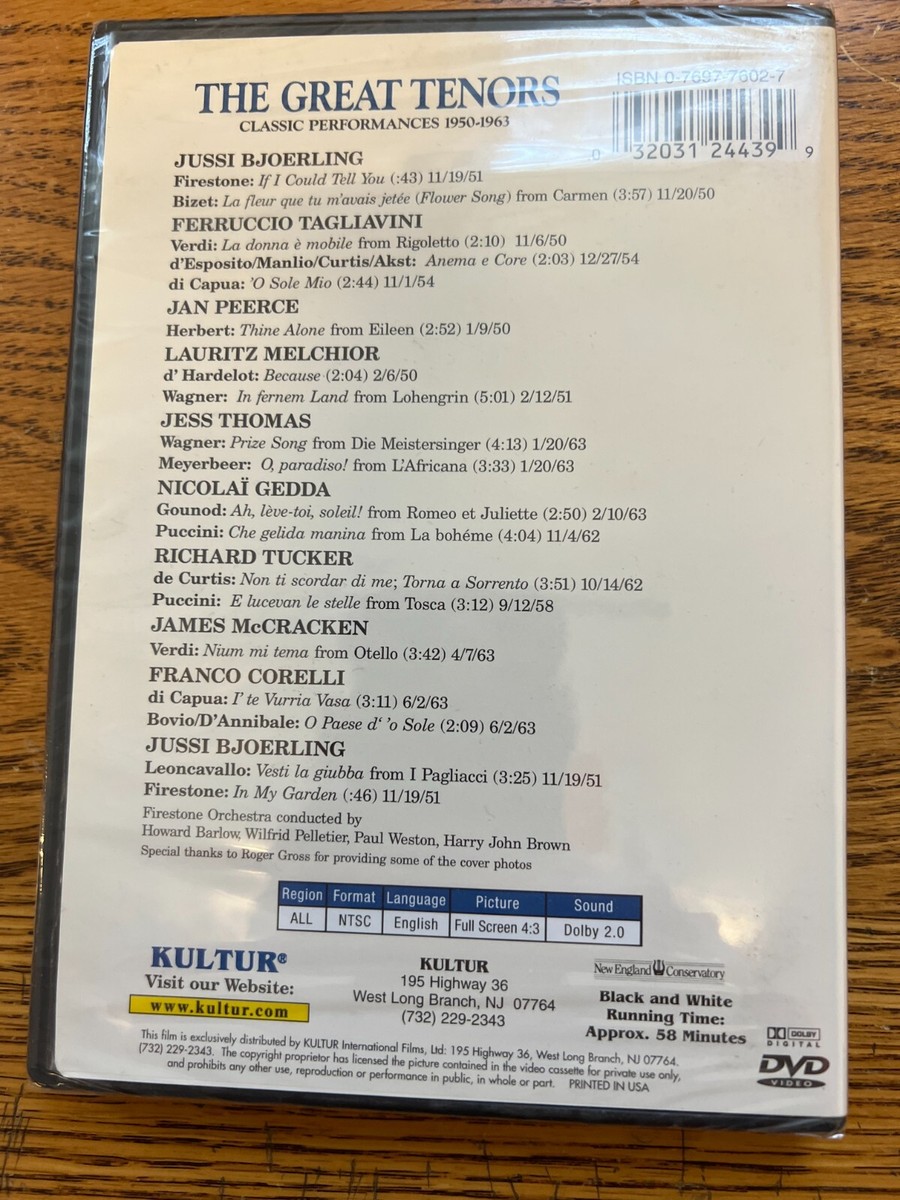 THE GREAT TENORS
CLASSIC PERFORMANCES 1950-1963
ISBN 0-7697-7602-7
0 32031 24439 9
JUSSI BJOERLING
Firestone: If I Could Tell You (:43) 11/19/51
Bizet: La fleur que tu m'avais jetée (Flower Song) from Carmen (3:57) 11/20/50
FERRUCCIO TAGLIAVINI
Verdi: La donna è mobile from Rigoletto (2:10) 11/6/50
d'Esposito/Manlio/Curtis/Akst: Anema e Core (2:03) 12/27/54
di Capua: 'O Sole Mio (2:44) 11/1/54
JAN PEERCE
Herbert: Thine Alone from Eileen (2:52) 1/9/50
LAURITZ MELCHIOR
d' Hardelot: Because (2:04) 2/6/50
Wagner: In fernem Land from Lohengrin (5:01) 2/12/51
JESS THOMAS
Wagner: Prize Song from Die Meistersinger (4:13) 1/20/63
Meyerbeer: O, paradiso! from L'Africana (3:33) 1/20/63
NICOLAÏ GEDDA
Gounod: Ah, lève-toi, soleil! from Romeo et Juliette (2:50) 2/10/63
Puccini: Che gelida manina from La bohéme (4:04) 11/4/62
RICHARD TUCKER
de Curtis: Non ti scordar di me; Torna a Sorrento (3:51) 10/14/62
Puccini: E lucevan le stelle from Tosca (3:12) 9/12/58
JAMES McCRACKEN
Verdi: Nium mi tema from Otello (3:42) 4/7/63
FRANCO CORELLI
di Capua: I' te Vurria Vasa (3:11) 6/2/63
Bovio/D'Annibale: O Paese d' 'o Sole (2:09) 6/2/63
JUSSI BJOERLING
Leoncavallo: Vesti la giubba from I Pagliacci (3:25) 11/19/51
Firestone: In My Garden (:46) 11/19/51
Firestone Orchestra conducted by
Howard Barlow, Wilfrid Pelletier, Paul Weston, Harry John Brown
Special thanks to Roger Gross for providing some of the cover photos
Region Format Language Picture Sound
ALL NTSC English Full Screen 4:3 Dolby 2.0
KULTUR®
Visit our Website:
www.kultur.com
KULTUR
195 Highway 36
West Long Branch, NJ 07764
(732) 229-2343
New England Conservatory
Black and White
Running Time:
Approx. 58 Minutes
DOLBY
DIGITAL
DVD
VIDEO
This film is exclusively distributed by KULTUR International Films, Ltd: 195 Highway 36, West Long Branch, NJ 07764.
(732) 229-2343. The copyright proprietor has licensed the picture contained in the video cassette for private use only,
and prohibits any other use, reproduction or performance in public, in whole or part. PRINTED IN USA